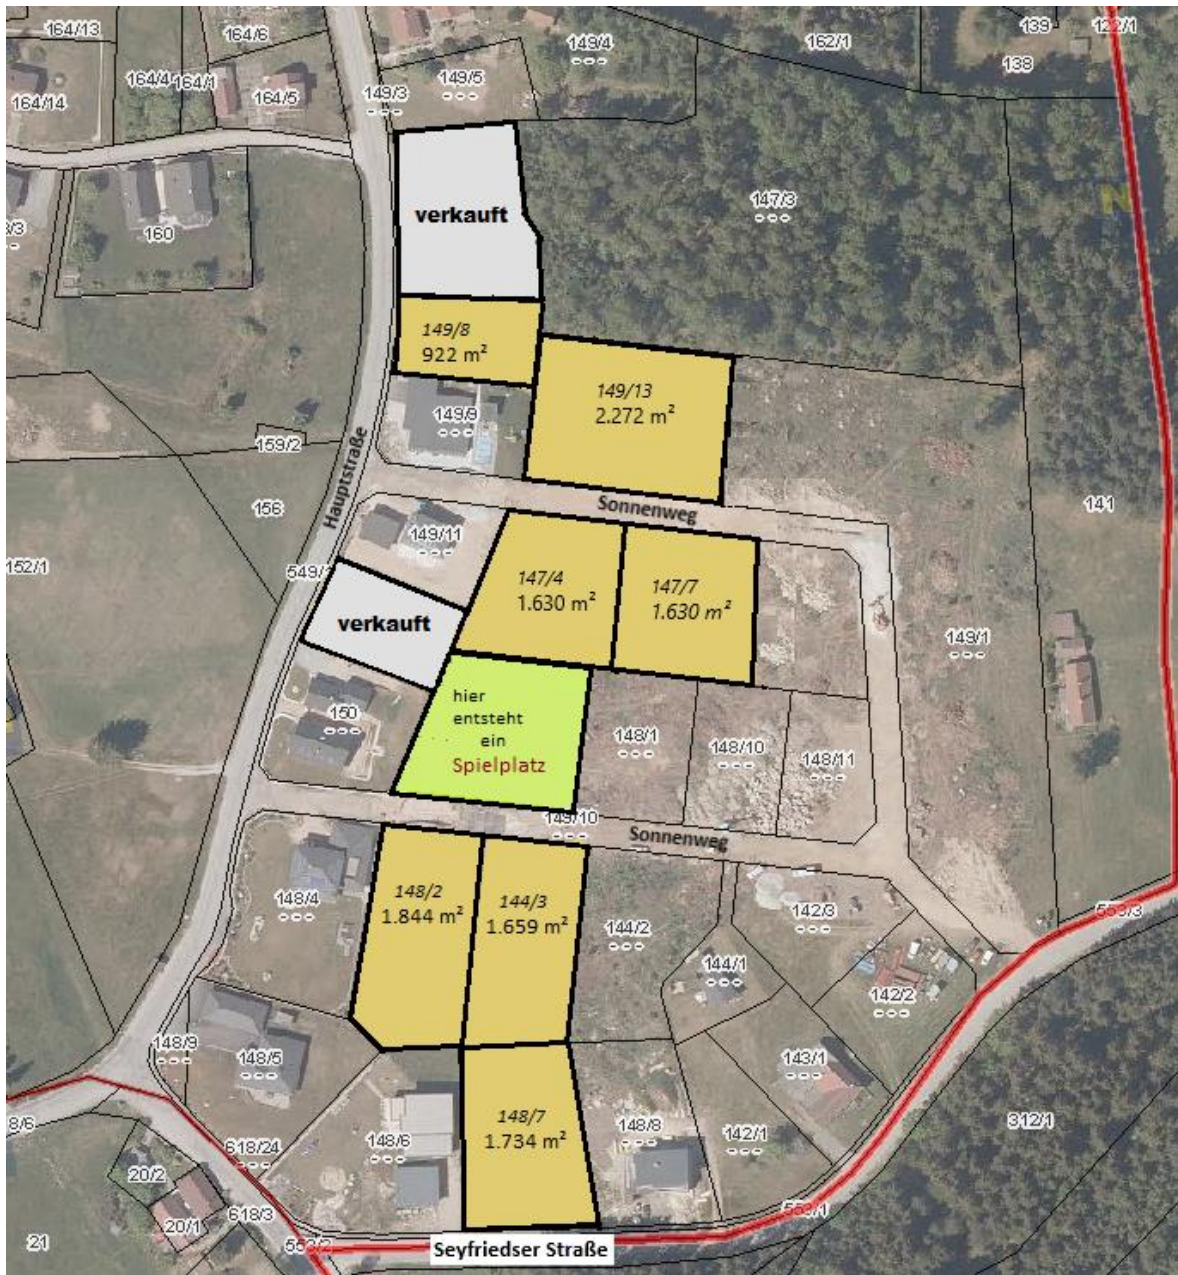 164/13
164/6
149/4
- - -
162/1
139
122/1
138
164/4
164/1
164/5
149/5
- - -
149/3
- - -
164/14
verkauft
147/3
- - -
N
160
149/8
922 m²
149/13
2.272 m²
149/9
- - -
159/2
Hauptstraße
156
Sonnenweg
141
149/11
- - -
152/1
147/4
1.630 m²
147/7
1.630 m²
verkauft
149/1
- - -
hier
entsteht
ein
Spielplatz
150
- - -
148/1
- - -
148/10
- - -
148/11
- - -
149/10
- - -
Sonnenweg
148/2
1.844 m²
144/3
1.659 m²
148/4
- - -
144/2
- - -
142/3
- - -
553/3
144/1
- - -
142/2
- - -
148/9
- - -
148/5
- - -
143/1
- - -
8/6
148/7
1.734 m²
148/6
- - -
148/8
- - -
142/1
- - -
312/1
618/24
- - -
20/2
618/3
20/1
21
553/1
Seyfriedser Straße